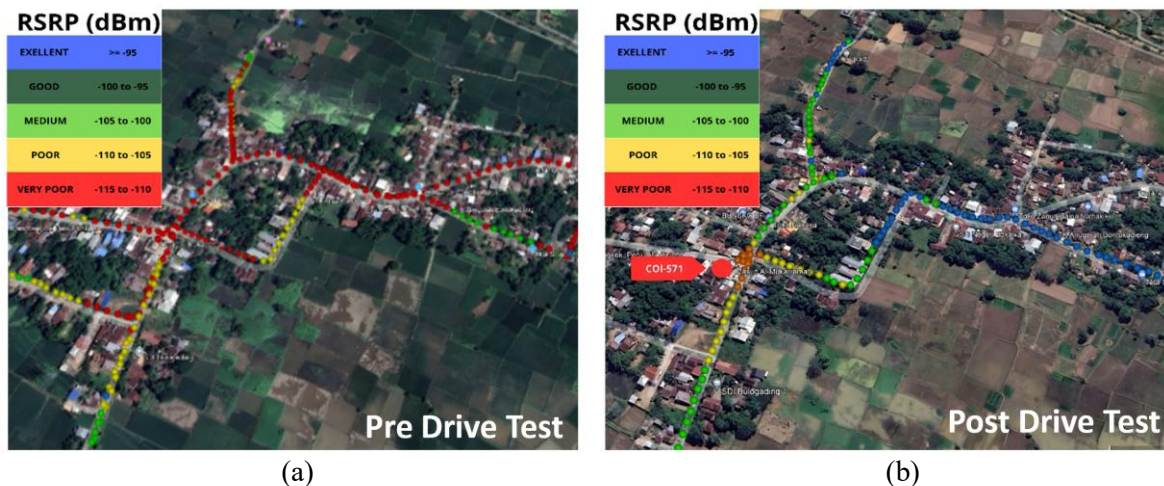 RSRP (dBm)
EXELLENT >= -95
GOOD -100 to -95
MEDIUM -105 to -100
POOR -110 to -105
VERY POOR -115 to -110
Pre Drive Test
(a)
RSRP (dBm)
EXELLENT >= -95
GOOD -100 to -95
MEDIUM -105 to -100
POOR -110 to -105
VERY POOR -115 to -110
COI-571
SDI Bulogading
Post Drive Test
(b)